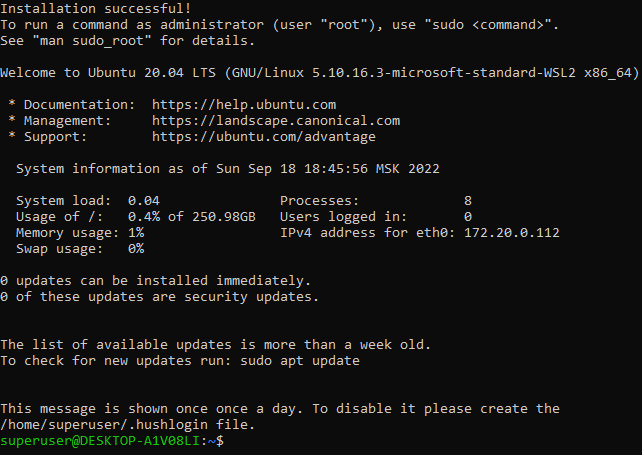 Installation successful!
To run a command as administrator (user "root"), use "sudo <command>".
See "man sudo_root" for details.
Welcome to Ubuntu 20.04 LTS (GNU/Linux 5.10.16.3-microsoft-standard-WSL2 x86_64)
* Documentation:  https://help.ubuntu.com
* Management:     https://landscape.canonical.com
* Support:        https://ubuntu.com/advantage
System information as of Sun Sep 18 18:45:56 MSK 2022
System load:  0.04               Processes:             8
Usage of /:   0.4% of 250.98GB   Users logged in:       0
Memory usage: 1%                 IPv4 address for eth0: 172.20.0.112
Swap usage:   0%
0 updates can be installed immediately.
0 of these updates are security updates.
The list of available updates is more than a week old.
To check for new updates run: sudo apt update
This message is shown once once a day. To disable it please create the
/home/superuser/.hushlogin file.
superuser@DESKTOP-A1V08LI:~$